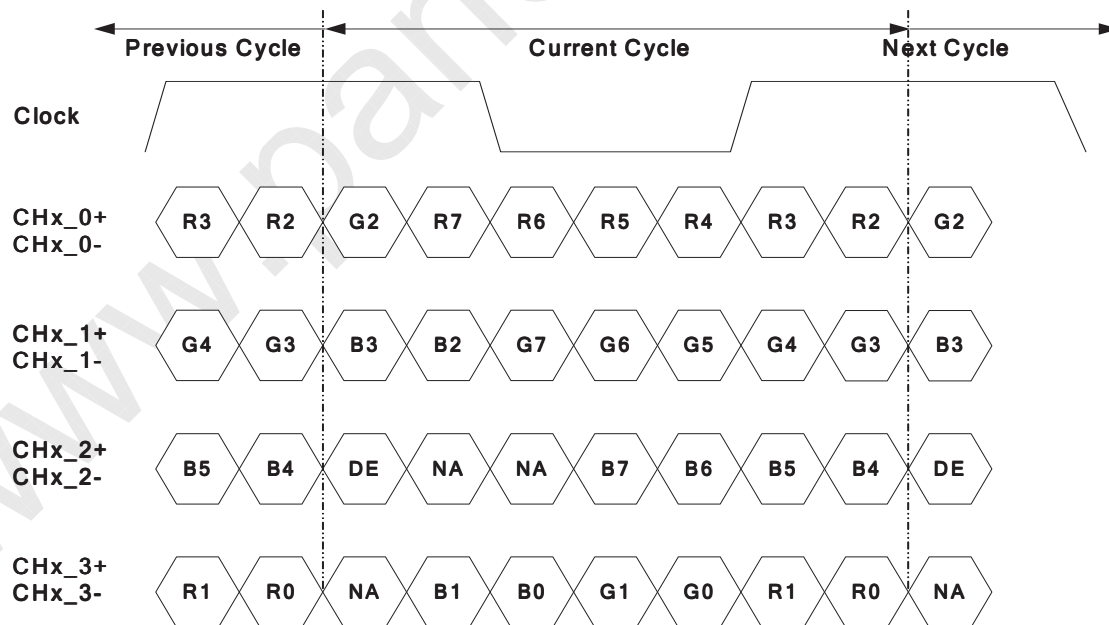 Previous Cycle Current Cycle Next Cycle
Clock
CHx_0+
CHx_0-
R3 R2 G2 R7 R6 R5 R4 R3 R2 G2
CHx_1+
CHx_1-
G4 G3 B3 B2 G7 G6 G5 G4 G3 B3
CHx_2+
CHx_2-
B5 B4 DE NA NA B7 B6 B5 B4 DE
CHx_3+
CHx_3-
R1 R0 NA B1 B0 G1 G0 R1 R0 NA